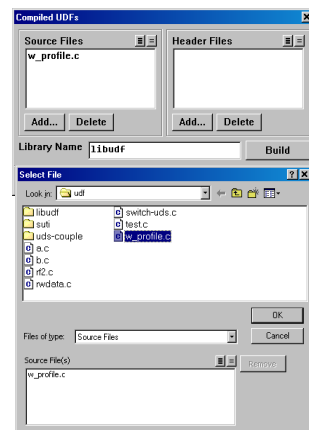 Compiled UDFs
Source Files
Header Files
w_profile.c
Add... Delete
Add... Delete
Library Name libudf Build
Select File
Look in: udf
libudf
suti
uds-couple
a.c
b.c
rf2.c
rwdata.c
switch-uds.c
test.c
w_profile.c
OK
Files of type: Source Files Cancel
Source File(s)
Remove
w_profile.c